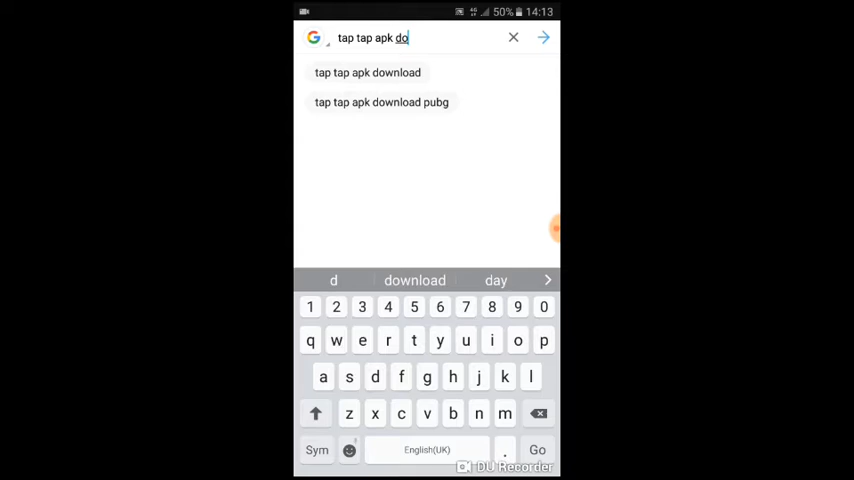 50% 14:13
tap tap apk do
tap tap apk download
tap tap apk download pubg
d download day
1 2 3 4 5 6 7 8 9 0
q w e r t y u i o p
a s d f g h j k l
z x c v b n m
Sym English(UK) . Go
DU Recorder